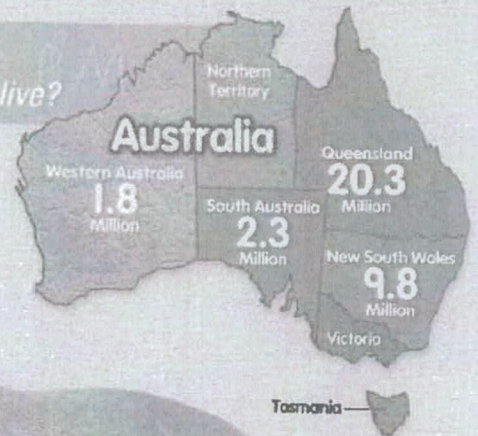 live?
Northern
Territory
Australia
Western Australia
1.8
Million
South Australia
2.3
Million
Queensland
20.3
Million
New South Wales
9.8
Million
Victoria
Tasmania